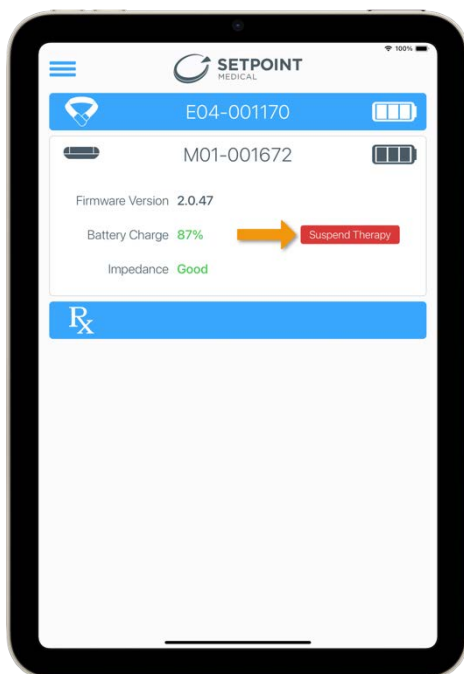 100%
SETPOINT
MEDICAL
E04-001170
M01-001672
Firmware Version 2.0.47
Battery Charge 87% Suspend Therapy
Impedance Good
Rx